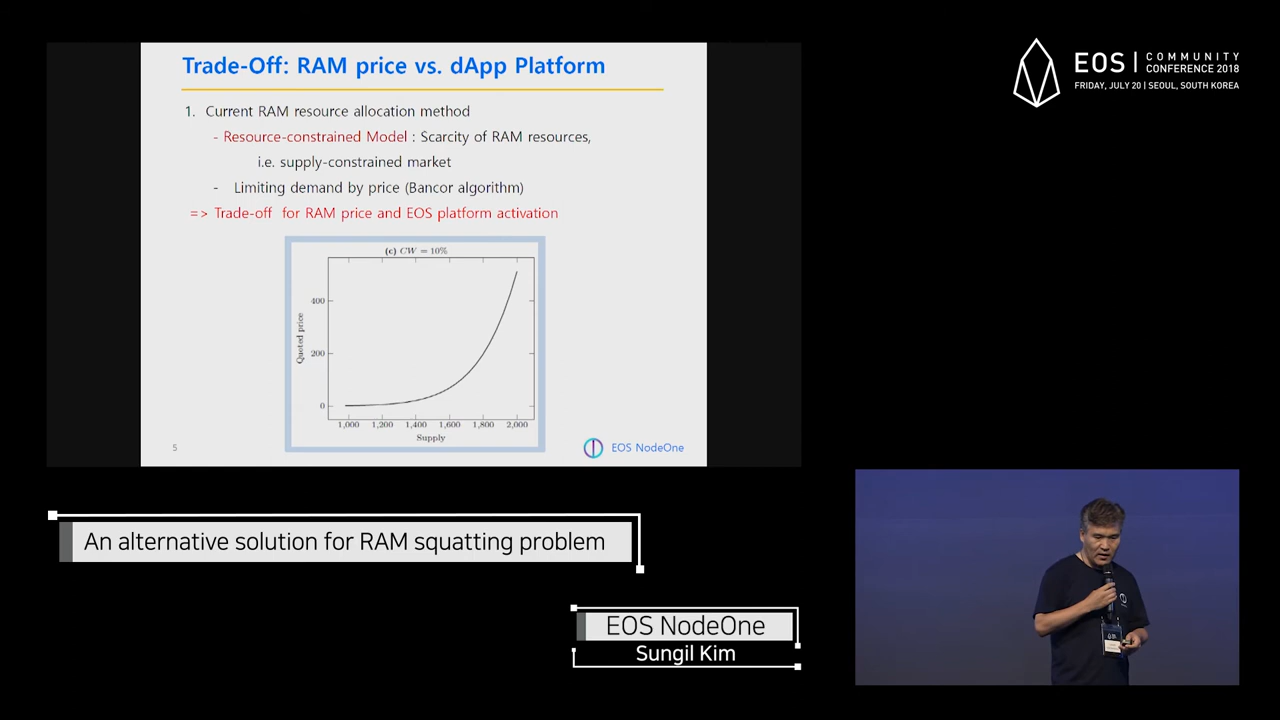 Trade-Off: RAM price vs. dApp Platform
1. Current RAM resource allocation method
- Resource-constrained Model : Scarcity of RAM resources,
i.e. supply-constrained market
- Limiting demand by price (Bancor algorithm)
=> Trade-off for RAM price and EOS platform activation
(c) CW = 10%
Quoted price
400
200
0
1,000 1,200 1,400 1,600 1,800 2,000
Supply
5
EOS NodeOne
EOS | COMMUNITY
CONFERENCE 2018
FRIDAY, JULY 20 | SEOUL, SOUTH KOREA
An alternative solution for RAM squatting problem
EOS NodeOne
Sungil Kim